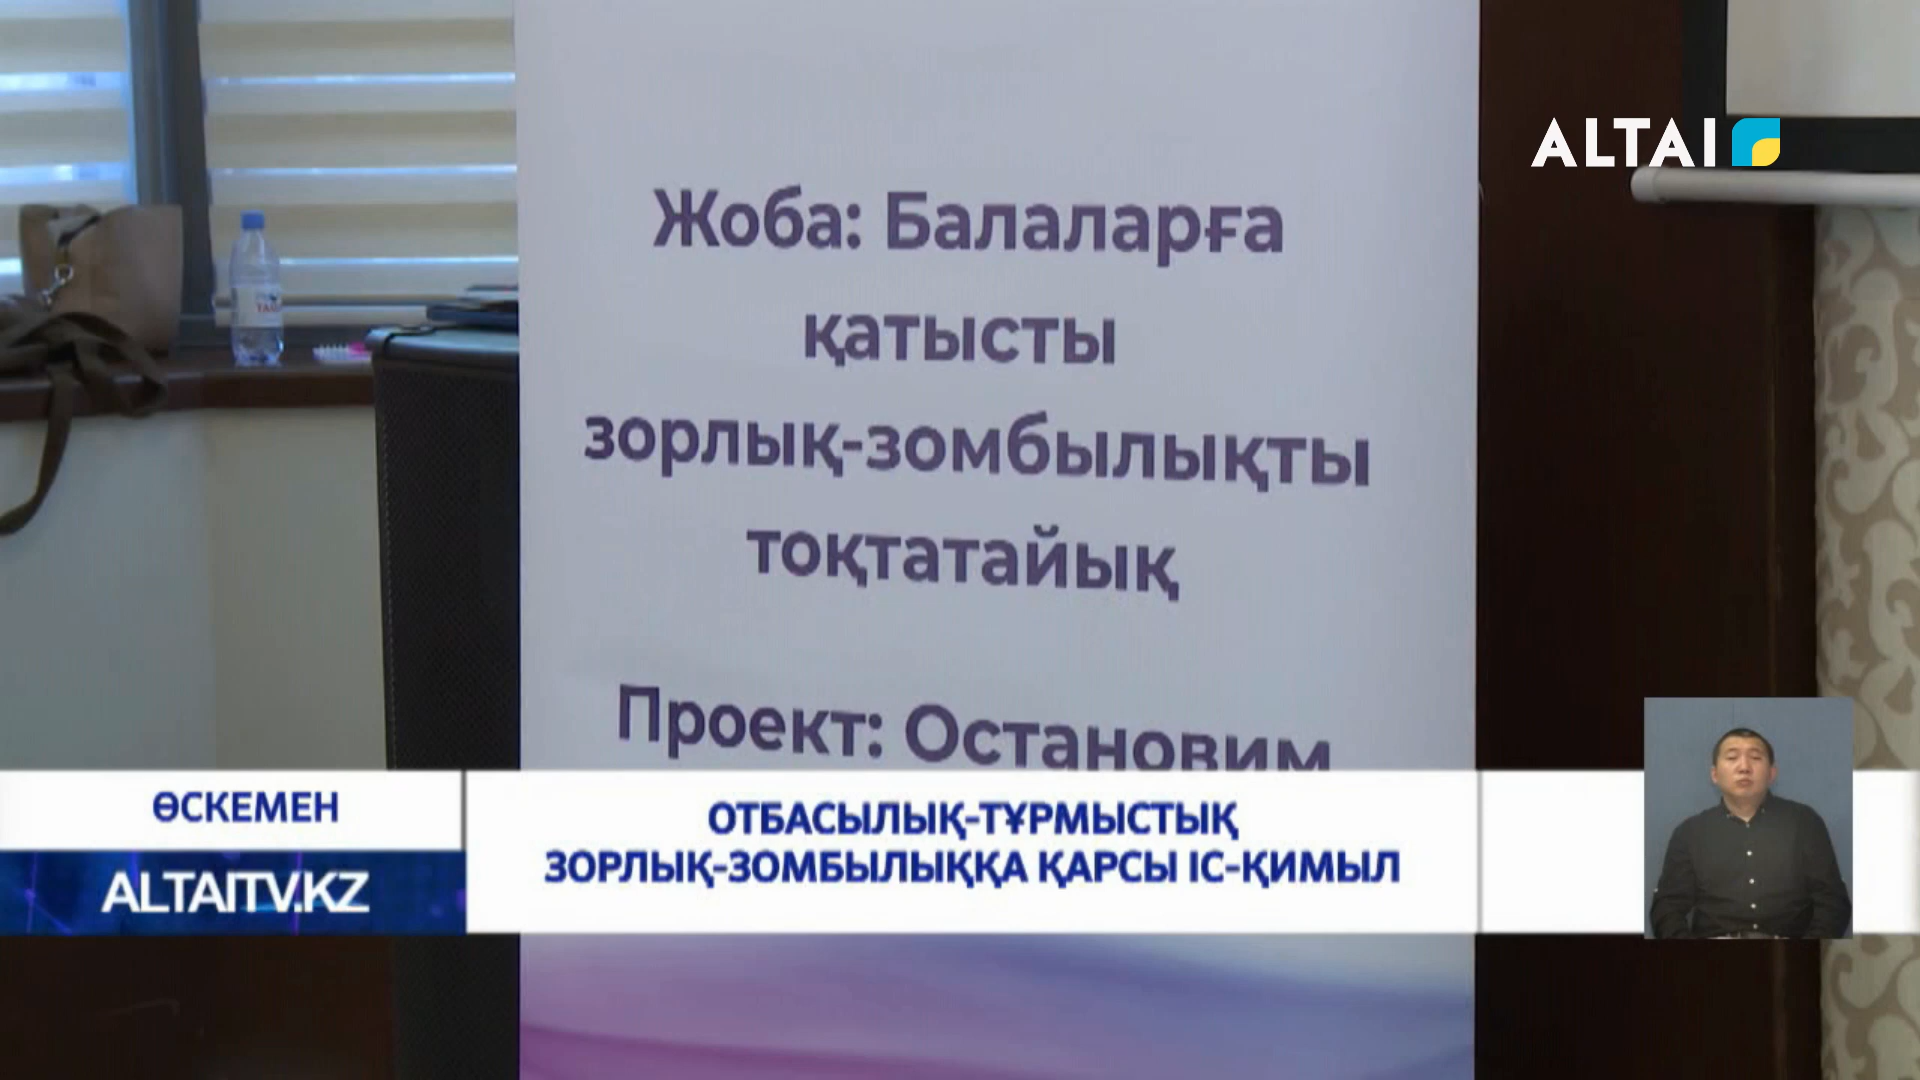 ALTAI
Жоба: Балаларға
қатысты
зорлық-зомбылықты
тоқтатайық
Проект: Остановим
ӨСКЕМЕН
ALTAITV.KZ
ОТБАСЫЛЫҚ-ТҰРМЫСТЫҚ
ЗОРЛЫҚ-ЗОМБЫЛЫҚҚА ҚАРСЫ ІС-ҚИМЫЛ